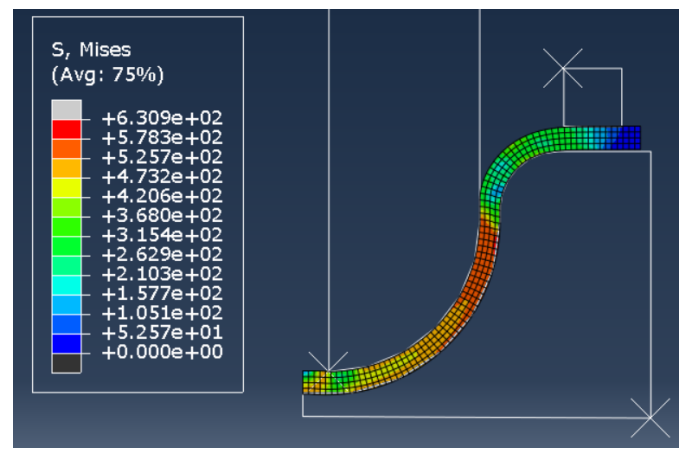 S, Mises
(Avg: 75%)
+6.309e+02
+5.783e+02
+5.257e+02
+4.732e+02
+4.206e+02
+3.680e+02
+3.154e+02
+2.629e+02
+2.103e+02
+1.577e+02
+1.051e+02
+5.257e+01
+0.000e+00